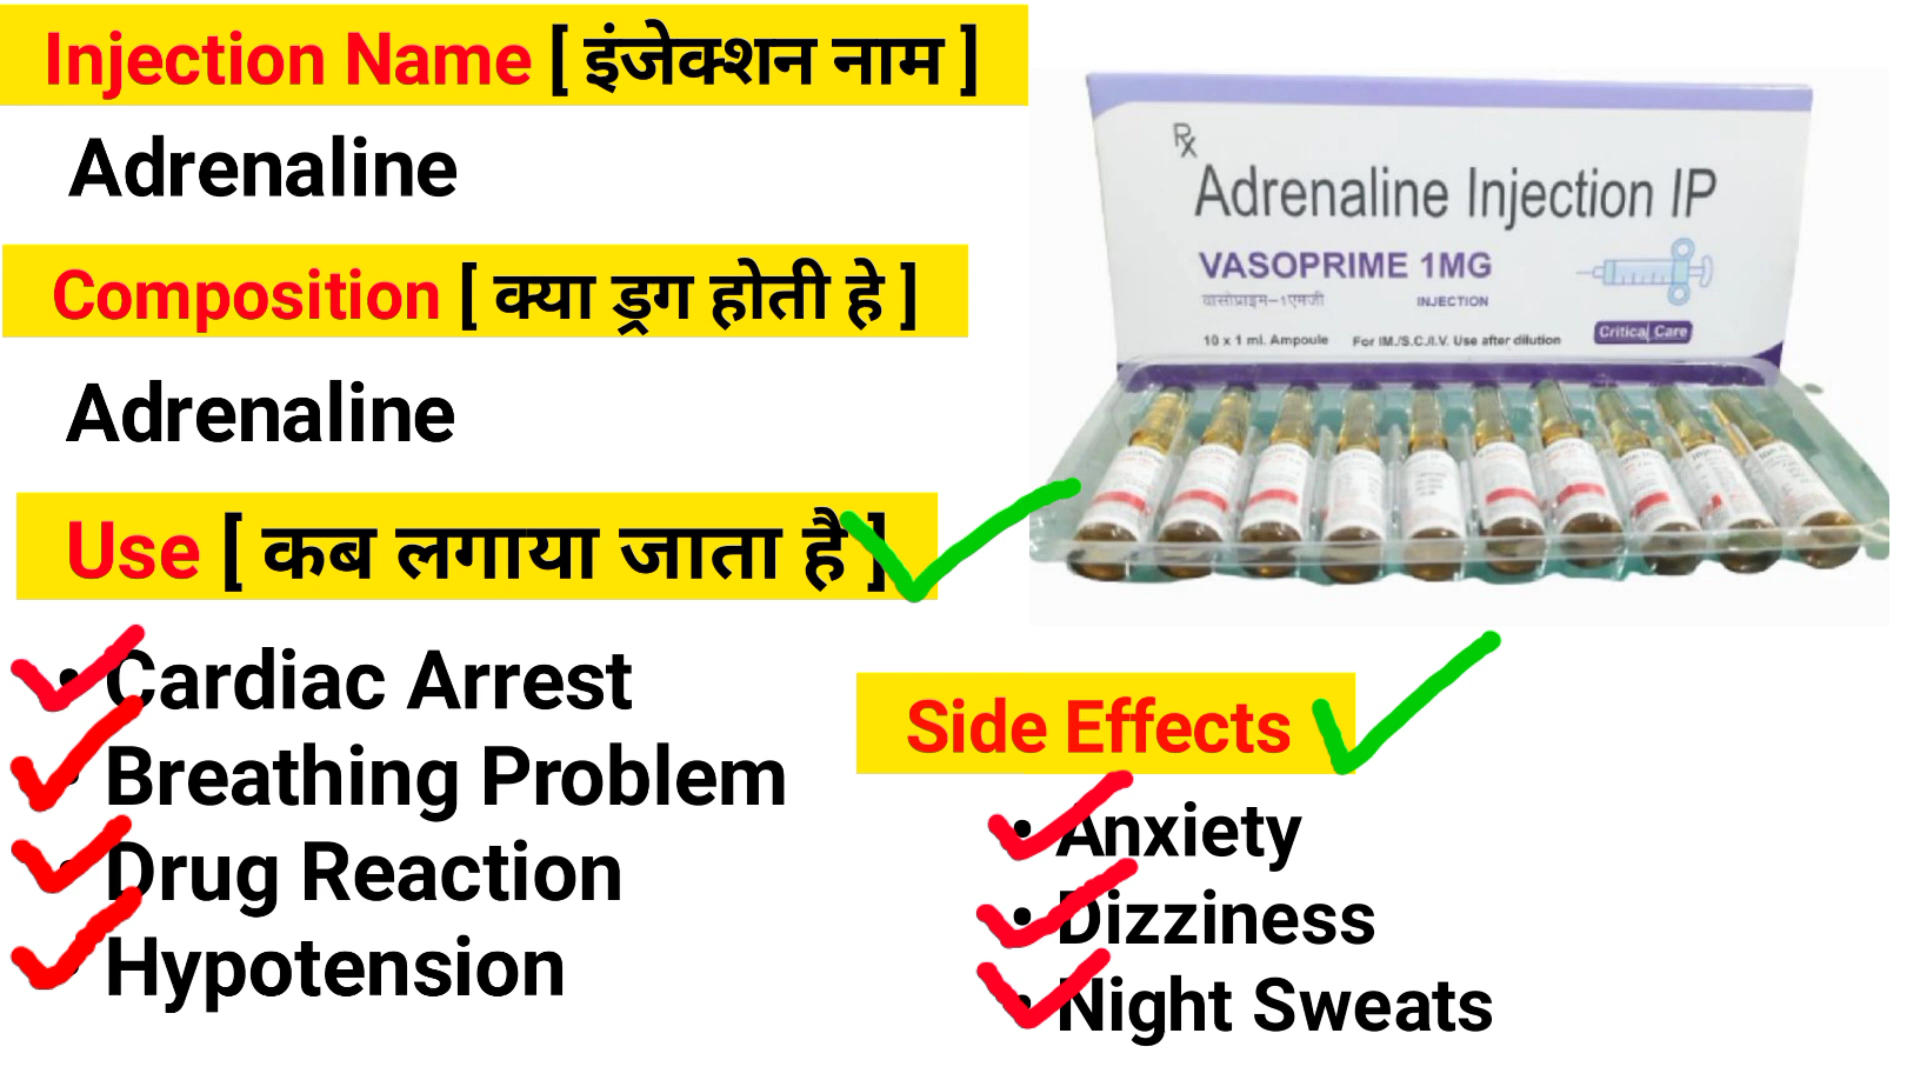 Injection Name [ इंजेक्शन नाम ]
Adrenaline
Composition [ क्या ड्रग होती हे ]
Adrenaline
Use [ कब लगाया जाता है ]
• Cardiac Arrest
• Breathing Problem
• Drug Reaction
• Hypotension
Rx
Adrenaline Injection IP
VASOPRIME 1MG
वासोप्राइम-1एमजी INJECTION
10 x 1 ml. Ampoule For IM./S.C./I.V. Use after dilution Critical Care
Side Effects
• Anxiety
• Dizziness
• Night Sweats